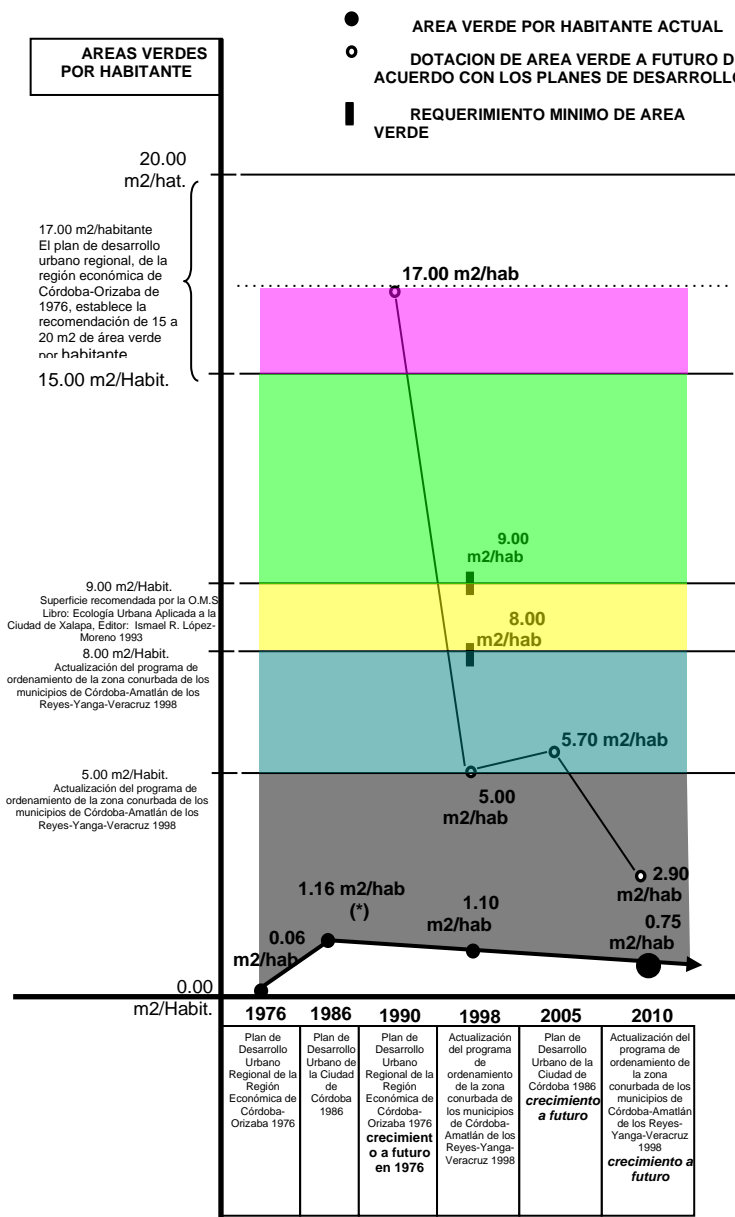 AREA VERDE POR HABITANTE ACTUAL
DOTACION DE AREA VERDE A FUTURO D
ACUERDO CON LOS PLANES DE DESARROLLO
REQUERIMIENTO MINIMO DE AREA
VERDE
AREAS VERDES
POR HABITANTE
20.00
m2/hat.
17.00 m2/habitante
El plan de desarrollo
urbano regional, de la
región económica de
Córdoba-Orizaba de
1976, establece la
recomendación de 15 a
20 m2 de área verde
por habitante
15.00 m2/Habit.
9.00 m2/Habit.
Superficie recomendada por la O.M.S
Libro: Ecología Urbana Aplicada a la
Ciudad de Xalapa, Editor: Ismael R. López-
Moreno 1993
8.00 m2/Habit.
Actualización del programa de
ordenamiento de la zona conurbada de los
municipios de Córdoba-Amatlán de los
Reyes-Yanga-Veracruz 1998
5.00 m2/Habit.
Actualización del programa de
ordenamiento de la zona conurbada de los
municipios de Córdoba-Amatlán de los
Reyes-Yanga-Veracruz 1998
0.00
m2/Habit.
17.00 m2/hab
9.00
m2/hab
8.00
m2/hab
5.70 m2/hab
5.00
m2/hab
2.90
m2/hab
1.16 m2/hab
(*)
1.10
m2/hab
0.75
m2/hab
0.06
m2/hab
1976
Plan de
Desarrollo
Urbano
Regional de la
Región
Económica de
Córdoba-
Orizaba 1976
1986
Plan de
Desarrollo
Urbano de
la Ciudad
de
Córdoba
1986
1990
Plan de
Desarrollo
Urbano
Regional de la
Región
Económica de
Córdoba-
Orizaba 1976
crecimient
o a futuro
en 1976
1998
Actualización
del programa
de
ordenamiento
de la zona
conurbada de
los municipios
de Córdoba-
Amatlán de los
Reyes-Yanga-
Veracruz 1998
2005
Plan de
Desarrollo
Urbano de la
Ciudad de
Córdoba 1986
crecimiento
a futuro
2010
Actualización del
programa de
ordenamiento de
la zona
conurbada de los
municipios de
Córdoba-Amatlán
de los Reyes-
Yanga-Veracruz
1998
crecimiento a
futuro